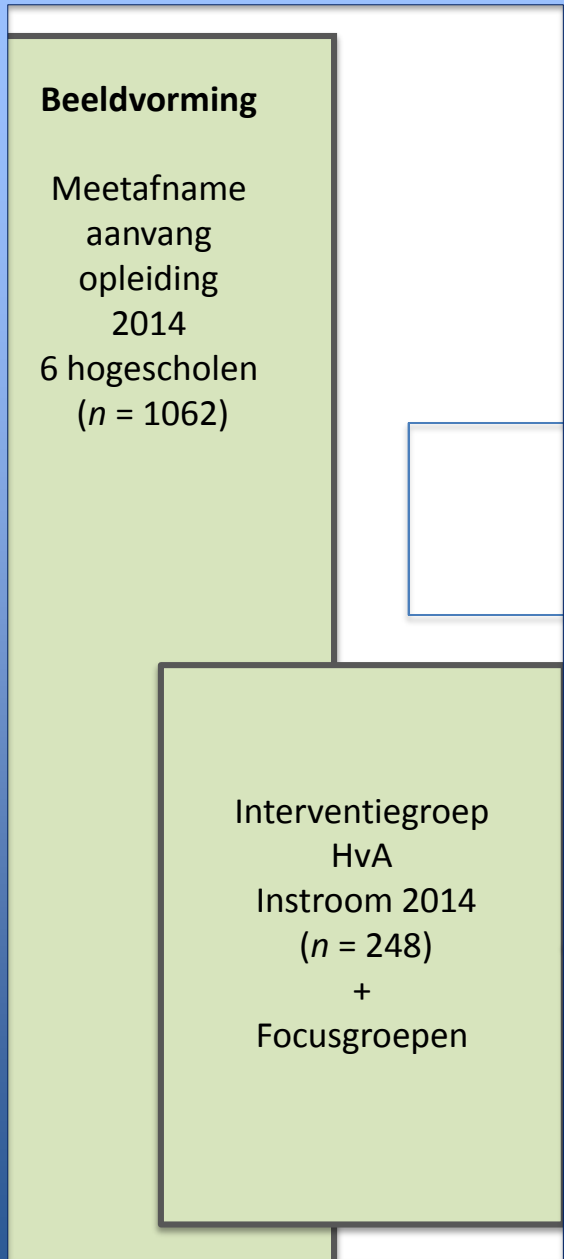 Beeldvorming
Meetafname
aanvang
opleiding
2014
6 hogescholen
(n = 1062)
Interventiegroep
HvA
Instroom 2014
(n = 248)
+
Focusgroepen